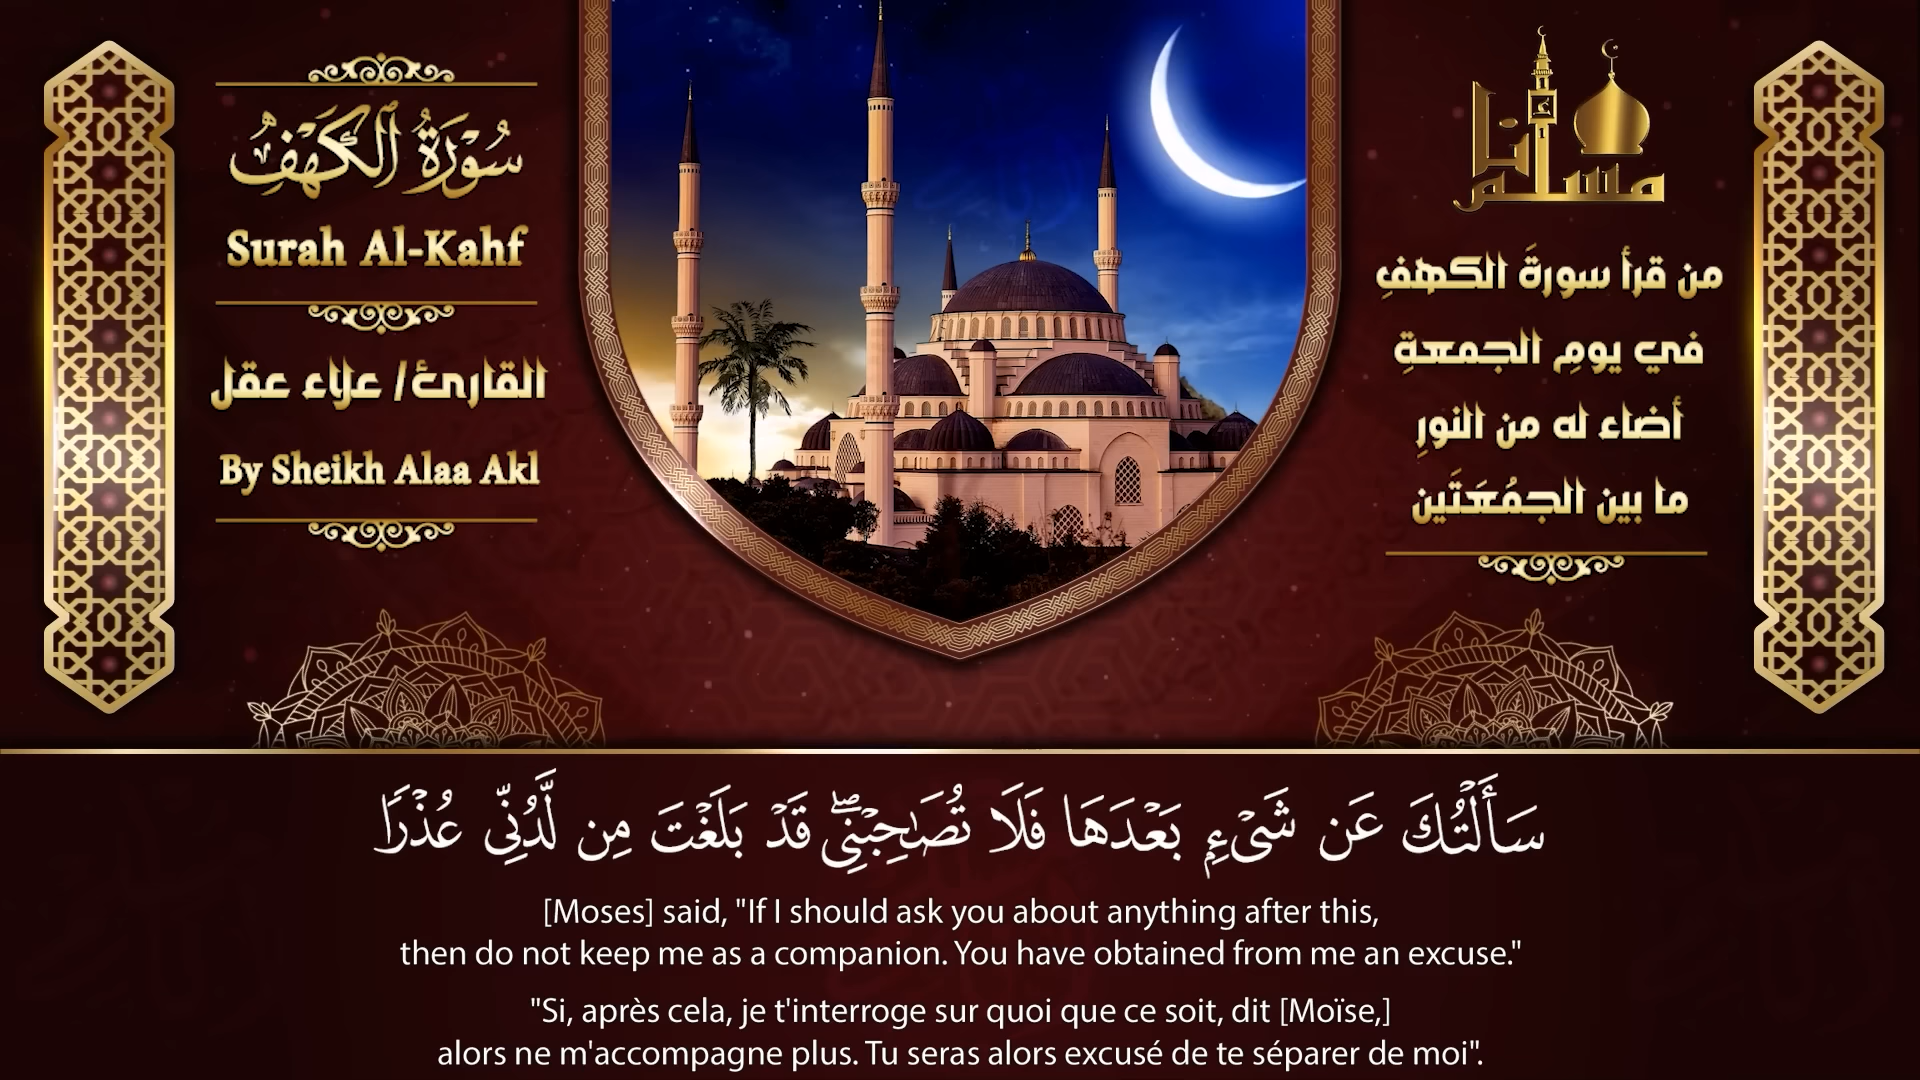 سُورَةُ الكَهْفِ
Surah Al-Kahf
القارئ/ علاء عقل
By Sheikh Alaa Akl
أنا
مسلم
من قرأ سورةَ الكهفِ
في يومِ الجمعةِ
أضاء له من النورِ
ما بين الجمُعَتَين
سَأَلْتُكَ عَن شَىْءٍۭ بَعْدَهَا فَلَا تُصَـٰحِبْنِى ۖ قَدْ بَلَغْتَ مِن لَّدُنِّى عُذْرًا
[Moses] said, "If I should ask you about anything after this,
then do not keep me as a companion. You have obtained from me an excuse."
"Si, après cela, je t'interroge sur quoi que ce soit, dit [Moïse,]
alors ne m'accompagne plus. Tu seras alors excusé de te séparer de moi".